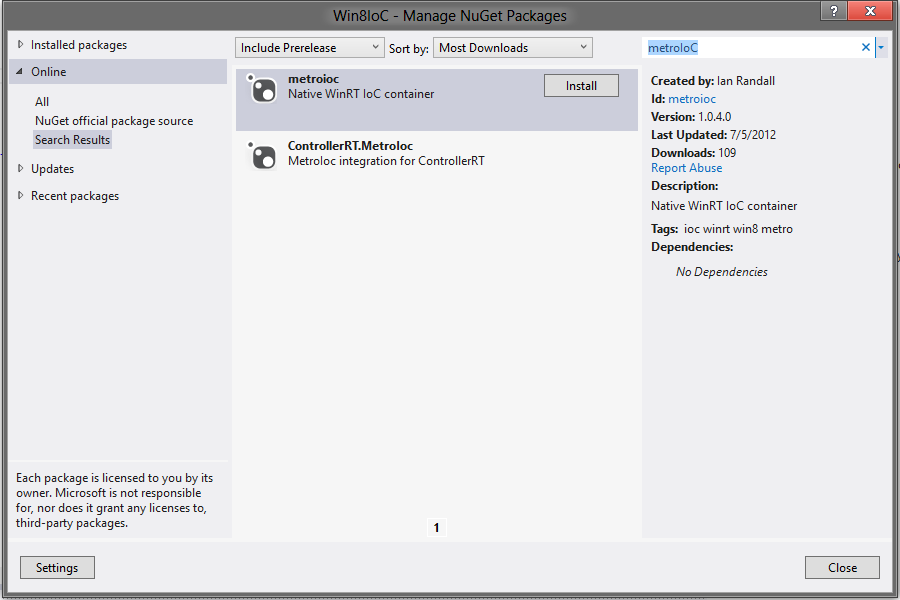 Win8IoC - Manage NuGet Packages
?
Installed packages
Online
All
NuGet official package source
Search Results
Updates
Recent packages
Each package is licensed to you by its
owner. Microsoft is not responsible
for, nor does it grant any licenses to,
third-party packages.
Settings
Include Prerelease
Sort by:
Most Downloads
metroioc
Native WinRT IoC container
Install
ControllerRT.MetroIoc
MetroIoc integration for ControllerRT
1
metroIoC
Created by: Ian Randall
Id: metroioc
Version: 1.0.4.0
Last Updated: 7/5/2012
Downloads: 109
Report Abuse
Description:
Native WinRT IoC container
Tags: ioc winrt win8 metro
Dependencies:
No Dependencies
Close